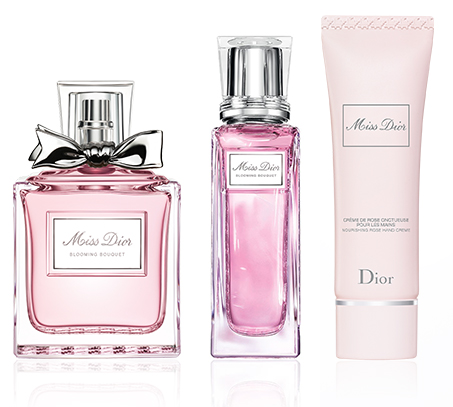 Miss Dior
BLOOMING BOUQUET
Miss Dior
BLOOMING BOUQUET
Miss Dior
CRÈME DE ROSE ONCTUEUSE
POUR LES MAINS
NOURISHING ROSE HAND CREME
Dior